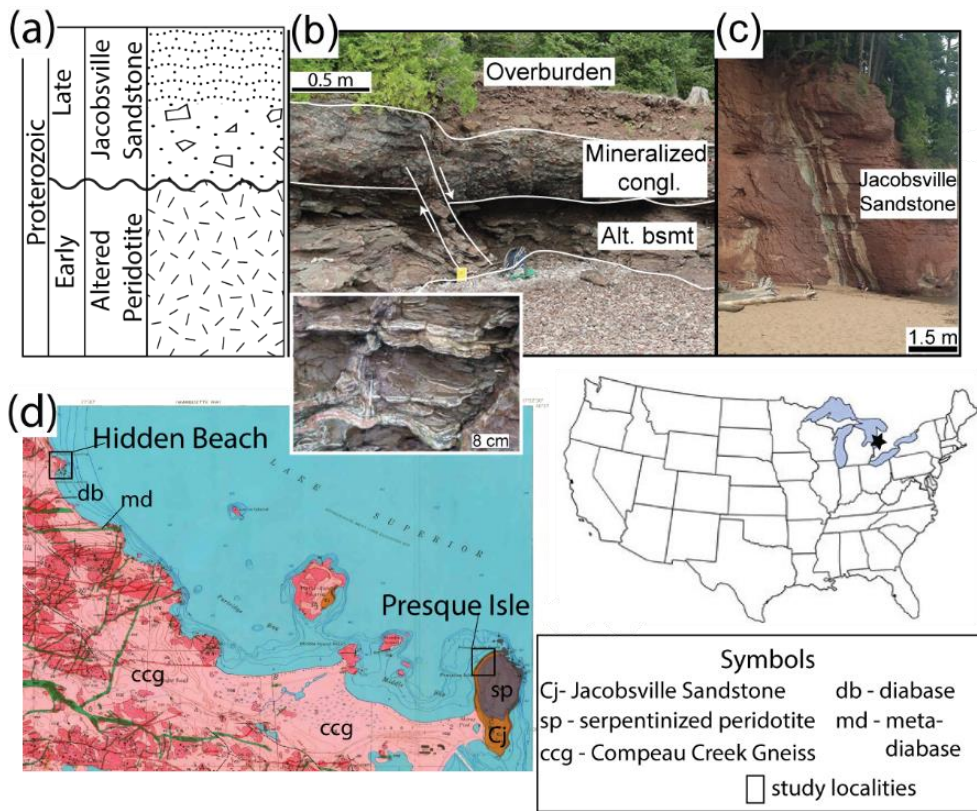 (a)
Proterozoic
Late
Early
Jacobsville
Sandstone
Altered
Peridotite
(b)
0.5 m
Overburden
Mineralized
congl.
Alt. bsmt
8 cm
(c)
Jacobsville
Sandstone
1.5 m
(d)
Hidden Beach
db
md
LAKE SUPERIOR
Presque Isle
sp
Cj
ccg
ccg
Symbols
Cj- Jacobsville Sandstone
db - diabase
sp - serpentinized peridotite
md - meta-
diabase
ccg - Compeau Creek Gneiss
study localities